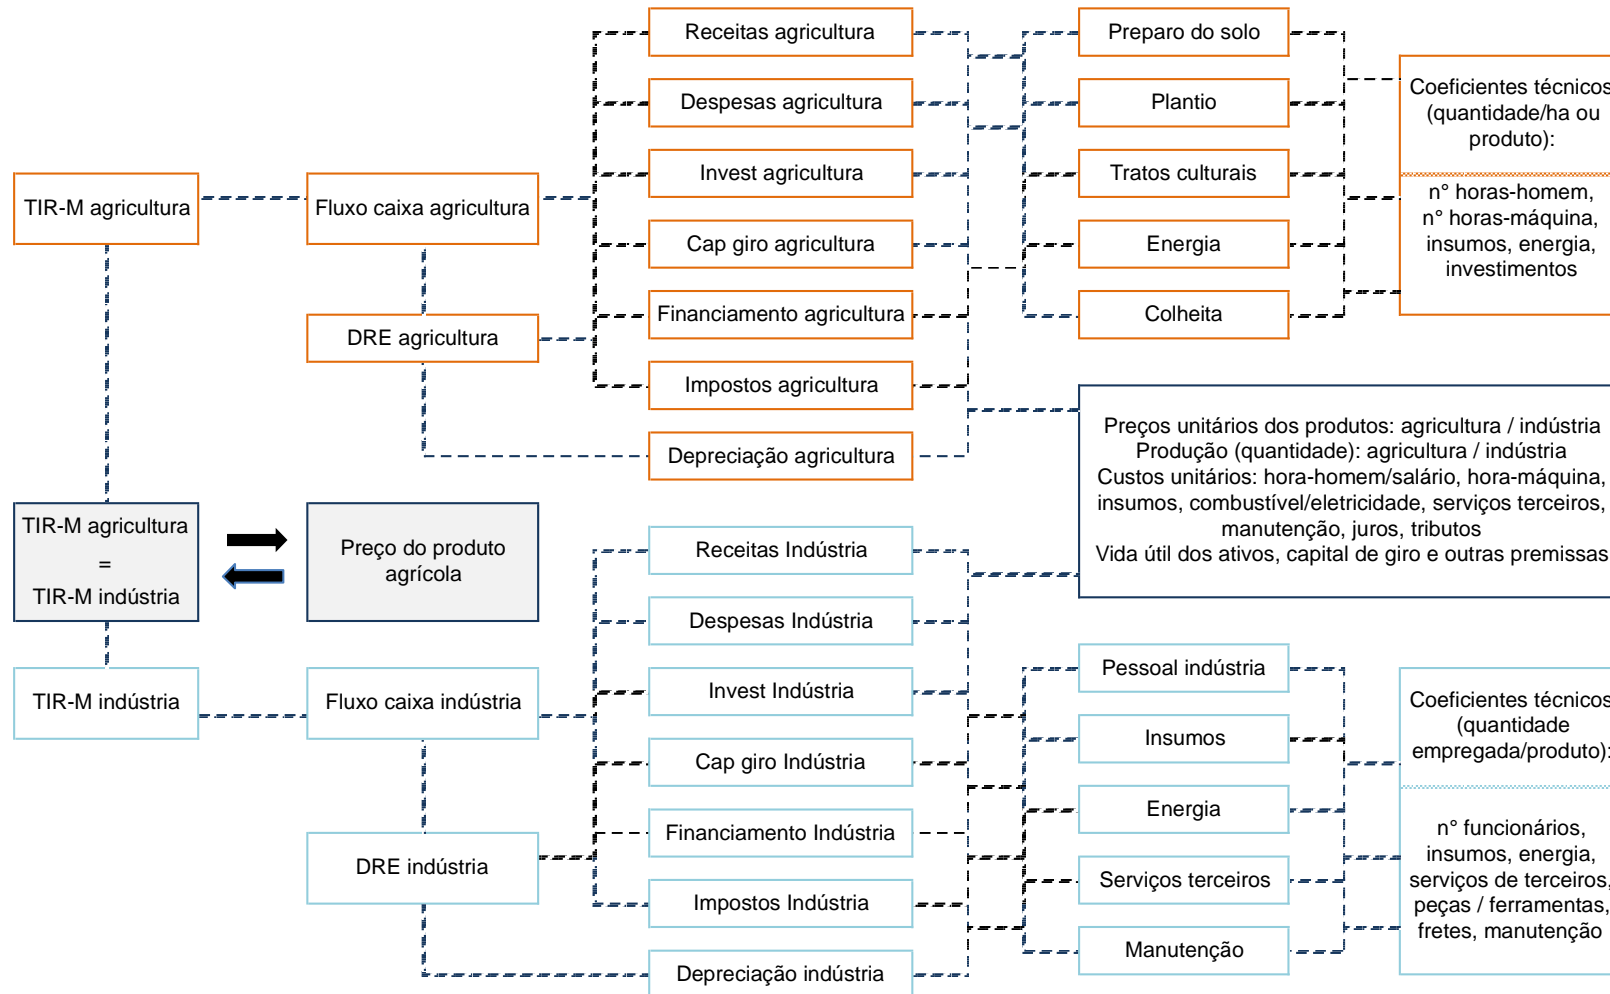 TIR-M agricultura
Fluxo caixa agricultura
DRE agricultura
Receitas agricultura
Despesas agricultura
Invest agricultura
Cap giro agricultura
Financiamento agricultura
Impostos agricultura
Depreciação agricultura
Preparo do solo
Plantio
Tratos culturais
Energia
Colheita
Coeficientes técnicos
(quantidade/ha ou
produto):
n° horas-homem,
n° horas-máquina,
insumos, energia,
investimentos
Preços unitários dos produtos: agricultura / indústria
Produção (quantidade): agricultura / indústria
Custos unitários: hora-homem/salário, hora-máquina,
insumos, combustível/eletricidade, serviços terceiros,
manutenção, juros, tributos
Vida útil dos ativos, capital de giro e outras premissas
TIR-M agricultura
=
TIR-M indústria
Preço do produto
agrícola
TIR-M indústria
Fluxo caixa indústria
DRE indústria
Receitas Indústria
Despesas Indústria
Invest Indústria
Cap giro Indústria
Financiamento Indústria
Impostos Indústria
Depreciação indústria
Pessoal indústria
Insumos
Energia
Serviços terceiros
Manutenção
Coeficientes técnicos
(quantidade
empregada/produto):
n° funcionários,
insumos, energia,
serviços de terceiros,
peças / ferramentas,
fretes, manutenção